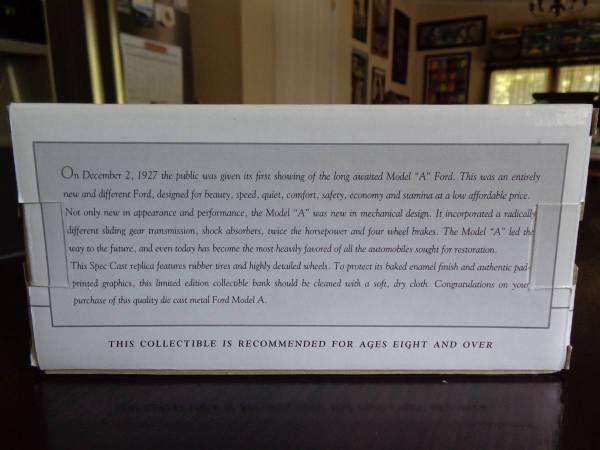 On December 2, 1927 the public was given its first showing of the long awaited Model "A" Ford. This was an entirely
new and different Ford, designed for beauty, speed, quiet, comfort, safety, economy and stamina at a low affordable price.
Not only new in appearance and performance, the Model "A" was new in mechanical design. It incorporated a radically
different sliding gear transmission, shock absorbers, twice the horsepower and four wheel brakes. The Model "A" led the
way to the future, and even today has become the most heavily favored of all the automobiles sought for restoration.
This Spec Cast replica features rubber tires and highly detailed wheels. To protect its baked enamel finish and authentic pad-
printed graphics, this limited edition collectible bank should be cleaned with a soft, dry cloth. Congratulations on your
purchase of this quality die cast metal Ford Model A.
THIS COLLECTIBLE IS RECOMMENDED FOR AGES EIGHT AND OVER